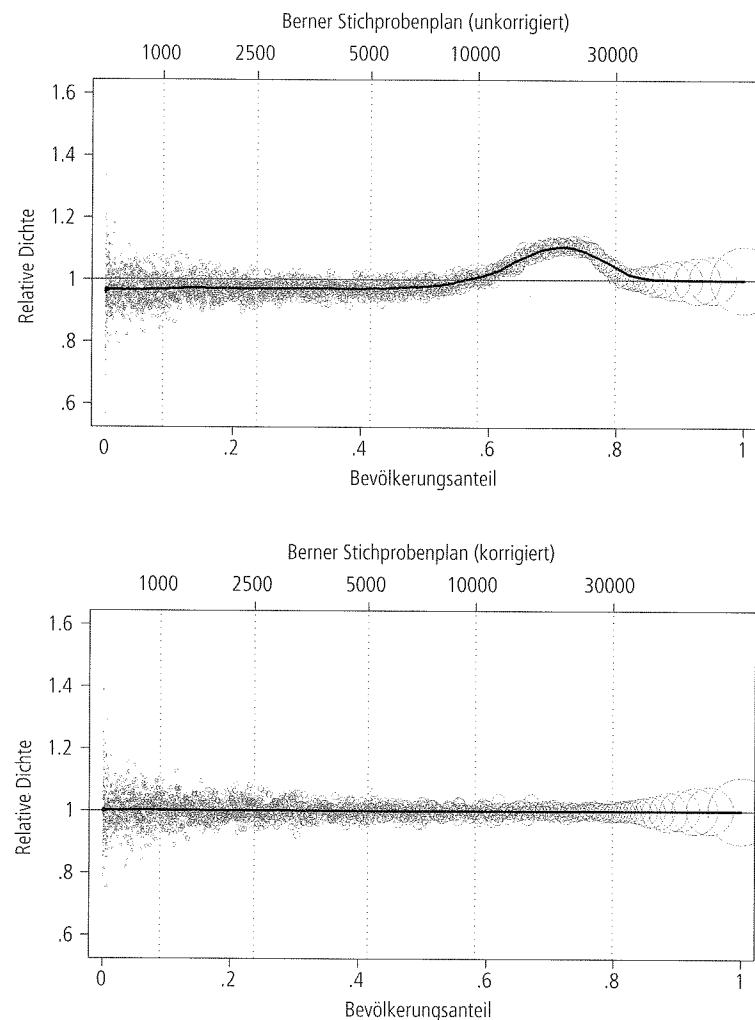 Berner Stichprobenplan (unkorrigiert)
1000 2500 5000 10000 30000
1.6
1.4
1.2
1
.8
.6
Relative Dichte
0 .2 .4 .6 .8 1
Bevölkerungsanteil
Berner Stichprobenplan (korrigiert)
1000 2500 5000 10000 30000
1.6
1.4
1.2
1
.8
.6
Relative Dichte
0 .2 .4 .6 .8 1
Bevölkerungsanteil